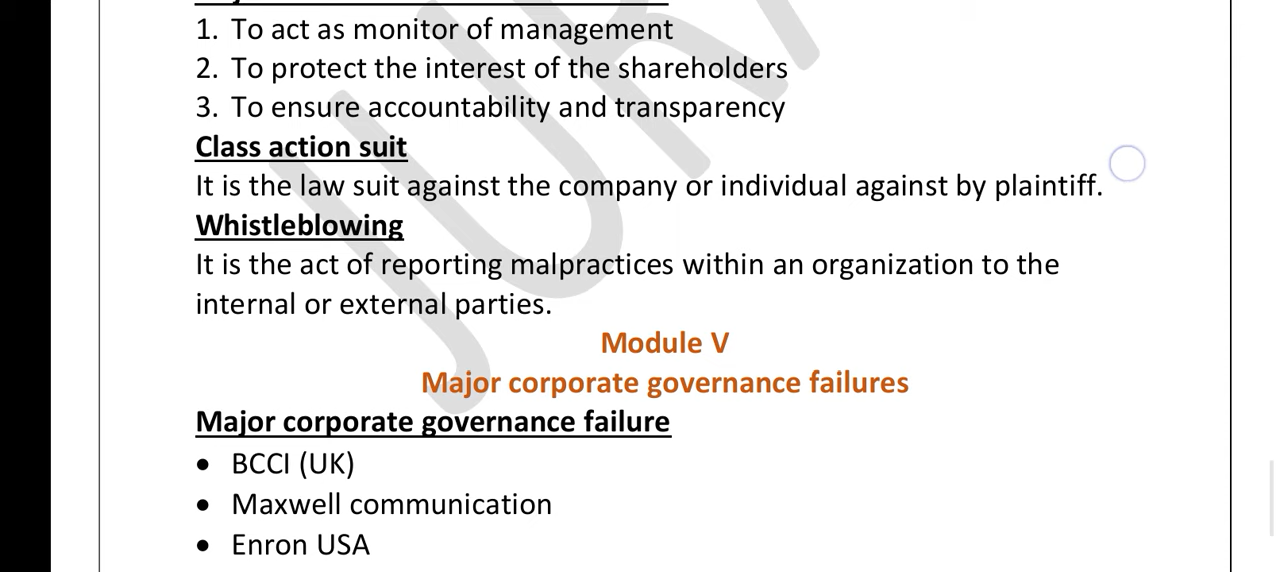 1. To act as monitor of management
2. To protect the interest of the shareholders
3. To ensure accountability and transparency
Class action suit
It is the law suit against the company or individual against by plaintiff.
Whistleblowing
It is the act of reporting malpractices within an organization to the
internal or external parties.
Module V
Major corporate governance failures
Major corporate governance failure
• BCCI (UK)
• Maxwell communication
• Enron USA